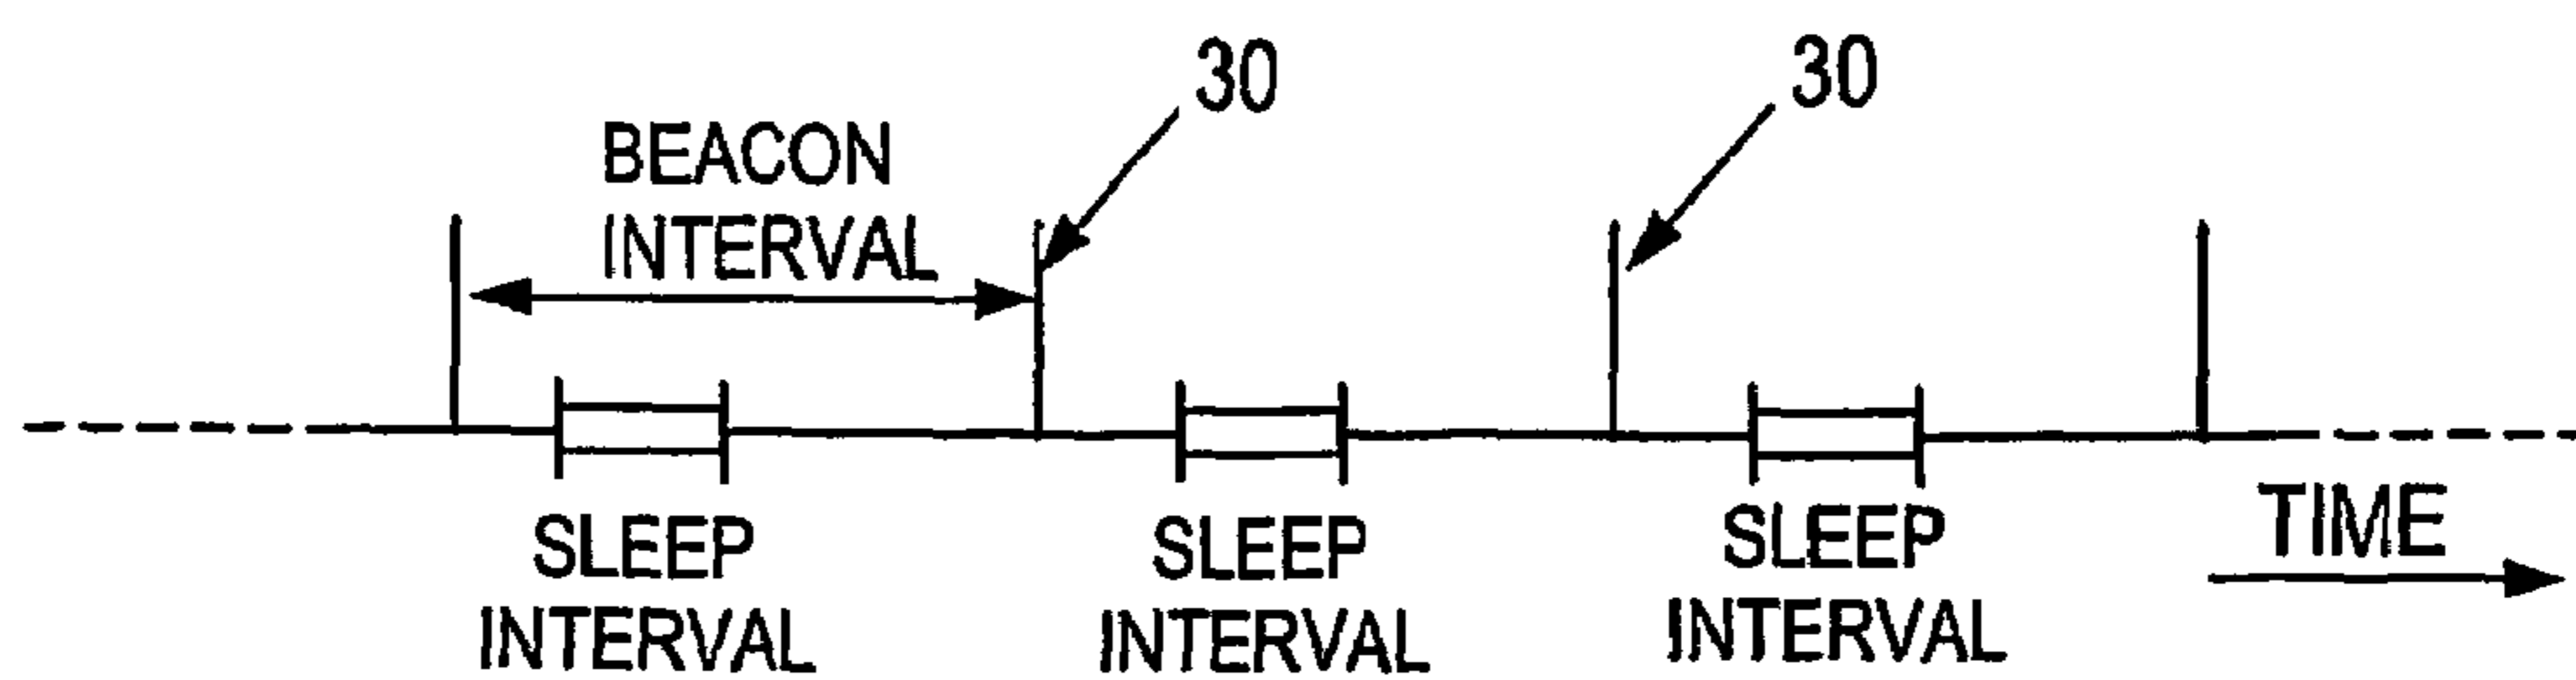 30
30
BEACON
INTERVAL
SLEEP
INTERVAL
SLEEP
INTERVAL
SLEEP
INTERVAL
TIME